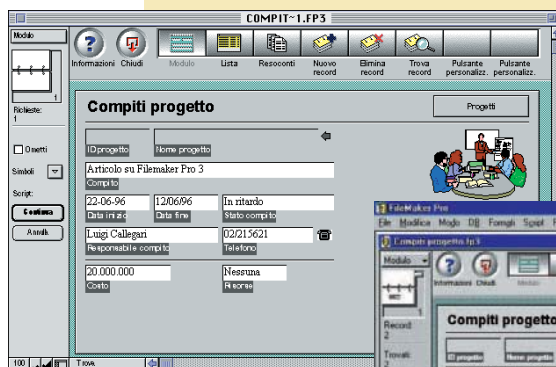 COMPIT~1.FP3
Modulo
Informazioni Chiudi Modulo Lista Resoconti Nuovo record Elimina record Trova record Pulsante personalizz. Pulsante personalizz.
1
Richieste:
1
Ometti
Simboli
Script:
Continua
Annulla
Compiti progetto
Progetti
ID progetto Nome progetto
Articolo su Filemaker Pro 3
Compito
22-06-96 12/06/96 In ritardo
Data inizio Data fine Stato compito
Luigi Callegari 02/215621
Responsabile compito Telefono
20.000.000 Nessuna
Costo Risorse
100 Trova
FileMaker Pro
File Modifica Modo DB Formato Script
Compiti progetto.fp3
Modulo
Informazioni Chiudi Modulo
1
Record:
2
Trovati:
2
Compiti progetto
ID progetto Nome progetto